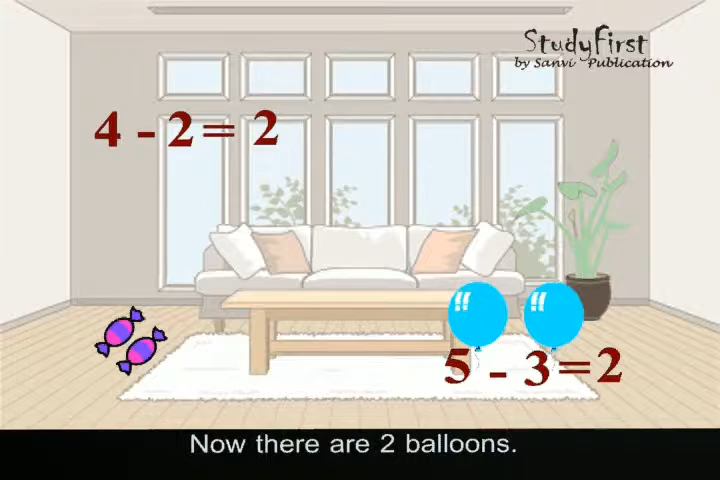 StudyFirst
by Sanvi Publication
4 - 2 = 2
5 - 3 = 2
Now there are 2 balloons.